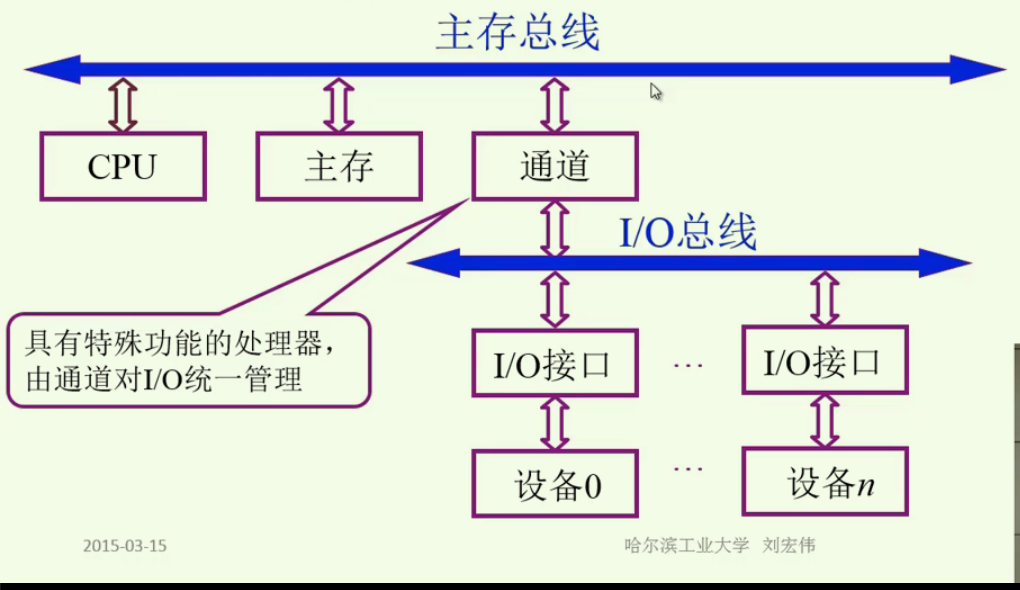 主存总线
CPU
主存
通道
I/O总线
具有特殊功能的处理器，
由通道对I/O统一管理
I/O接口
…
I/O接口
设备0
…
设备n
2015-03-15
哈尔滨工业大学 刘宏伟